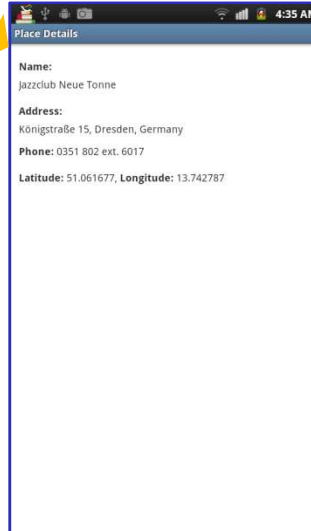 4:35 AM
Place Details
Name:
Jazzclub Neue Tonne
Address:
Königstraße 15, Dresden, Germany
Phone: 0351 802 ext. 6017
Latitude: 51.061677, Longitude: 13.742787